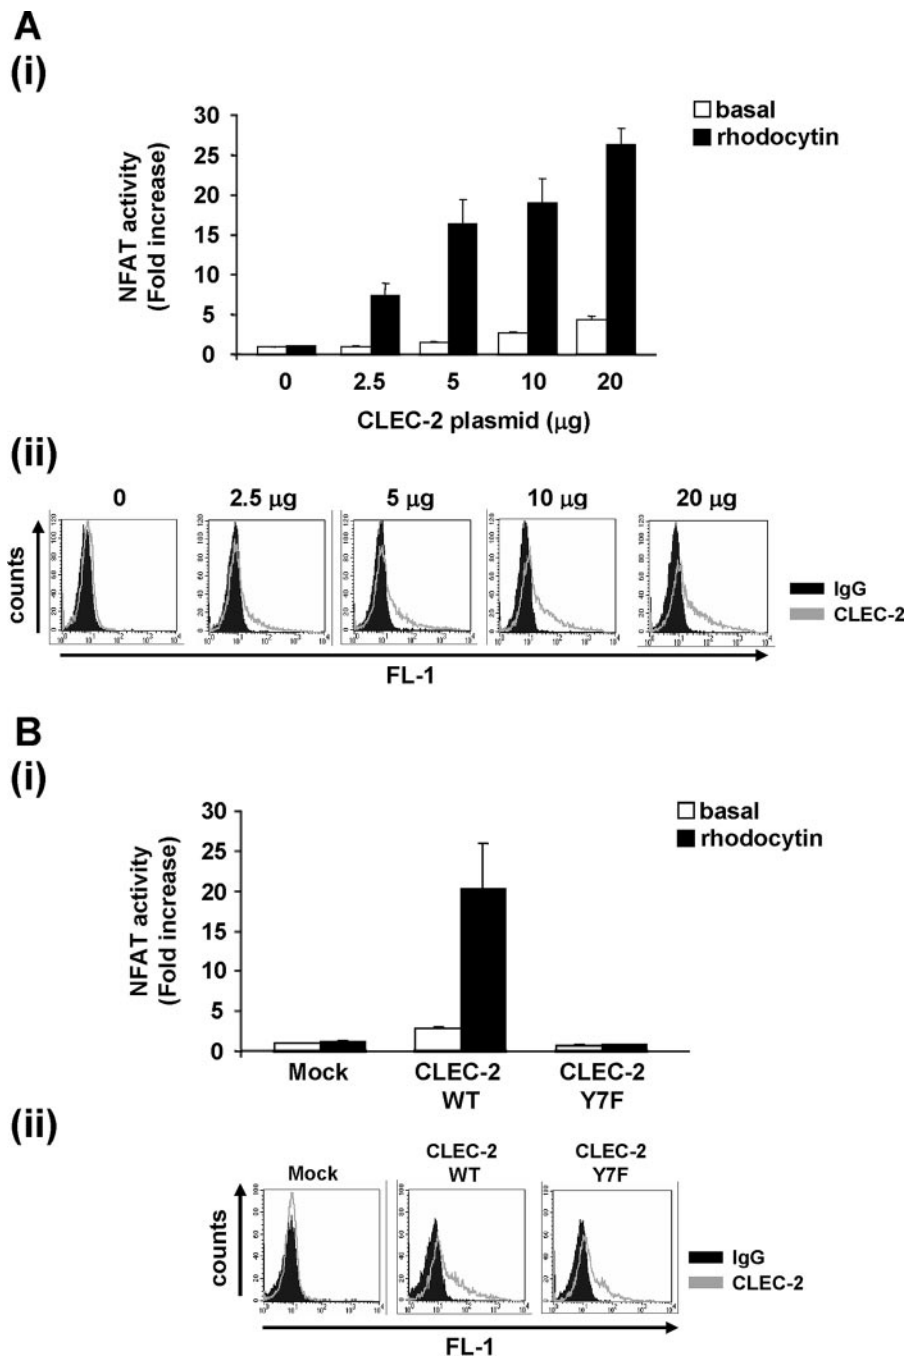 A
(i)
30
25
20
15
10
5
0
NFAT activity
(Fold increase)
basal
rhodocytin
0 2.5 5 10 20
CLEC-2 plasmid (μg)
(ii)
0 2.5 μg 5 μg 10 μg 20 μg
counts
IgG
CLEC-2
FL-1
B
(i)
30
25
20
15
10
5
0
NFAT activity
(Fold increase)
basal
rhodocytin
Mock CLEC-2 CLEC-2
WT Y7F
(ii)
CLEC-2 CLEC-2
Mock WT Y7F
counts
IgG
CLEC-2
FL-1